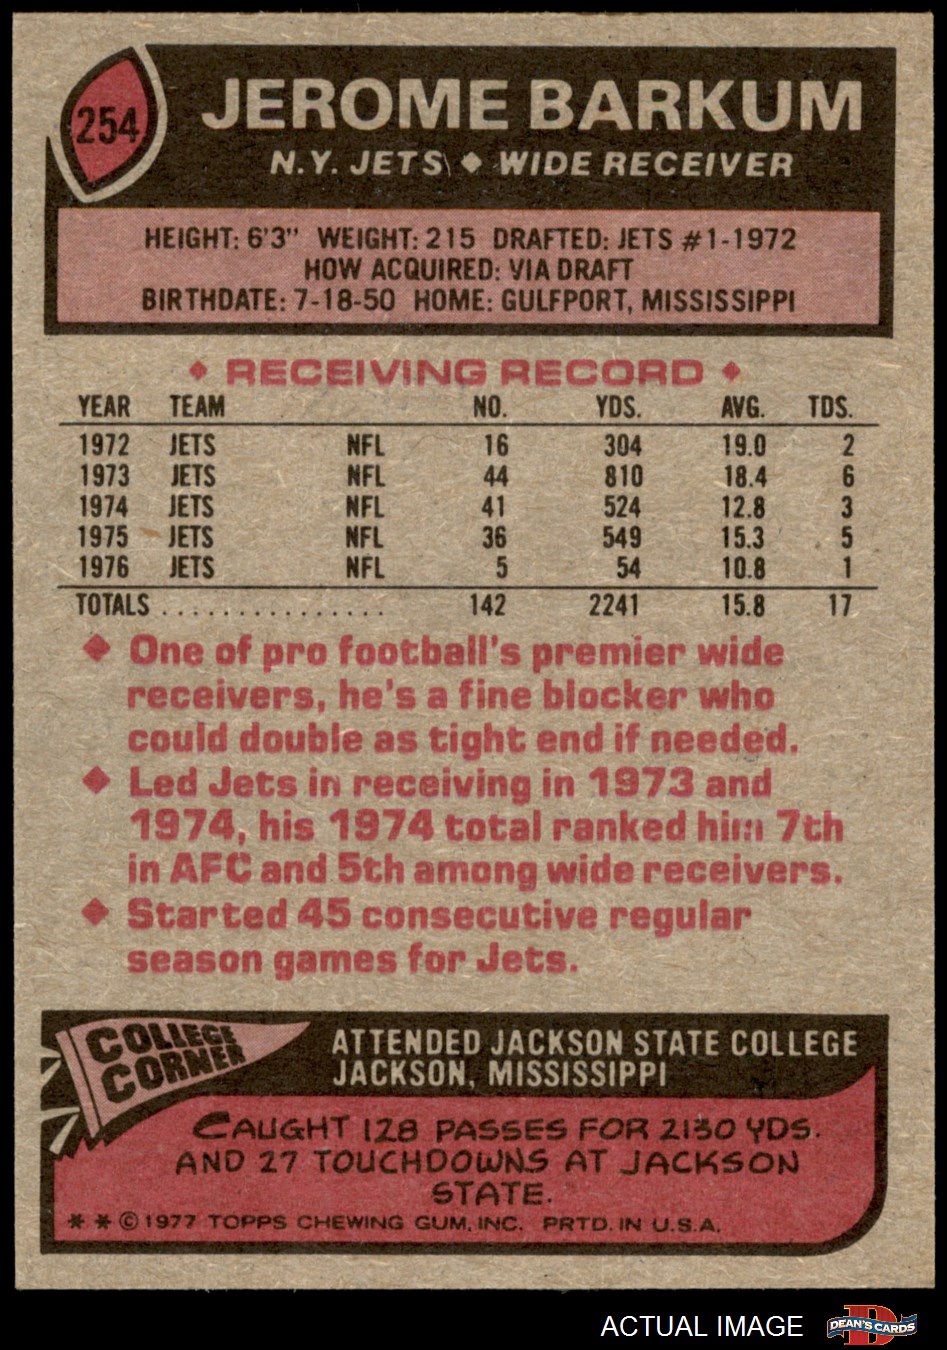 254
JEROME BARKUM
N.Y. JETS ◆ WIDE RECEIVER
HEIGHT: 6'3" WEIGHT: 215 DRAFTED: JETS #1-1972
HOW ACQUIRED: VIA DRAFT
BIRTHDATE: 7-18-50 HOME: GULFPORT, MISSISSIPPI
◆ RECEIVING RECORD ◆
YEAR TEAM NO. YDS. AVG. TDS.
1972 JETS NFL 16 304 19.0 2
1973 JETS NFL 44 810 18.4 6
1974 JETS NFL 41 524 12.8 3
1975 JETS NFL 36 549 15.3 5
1976 JETS NFL 5 54 10.8 1
TOTALS ............... 142 2241 15.8 17
◆ One of pro football's premier wide
receivers, he's a fine blocker who
could double as tight end if needed.
◆ Led Jets in receiving in 1973 and
1974, his 1974 total ranked him 7th
in AFC and 5th among wide receivers.
◆ Started 45 consecutive regular
season games for Jets.
COLLEGE
CORNER
ATTENDED JACKSON STATE COLLEGE
JACKSON, MISSISSIPPI
CAUGHT 128 PASSES FOR 2130 YDS.
AND 27 TOUCHDOWNS AT JACKSON
STATE.
* * © 1977 TOPPS CHEWING GUM, INC. PRTD. IN U.S.A.
ACTUAL IMAGE
D
DEAN'S CARDS